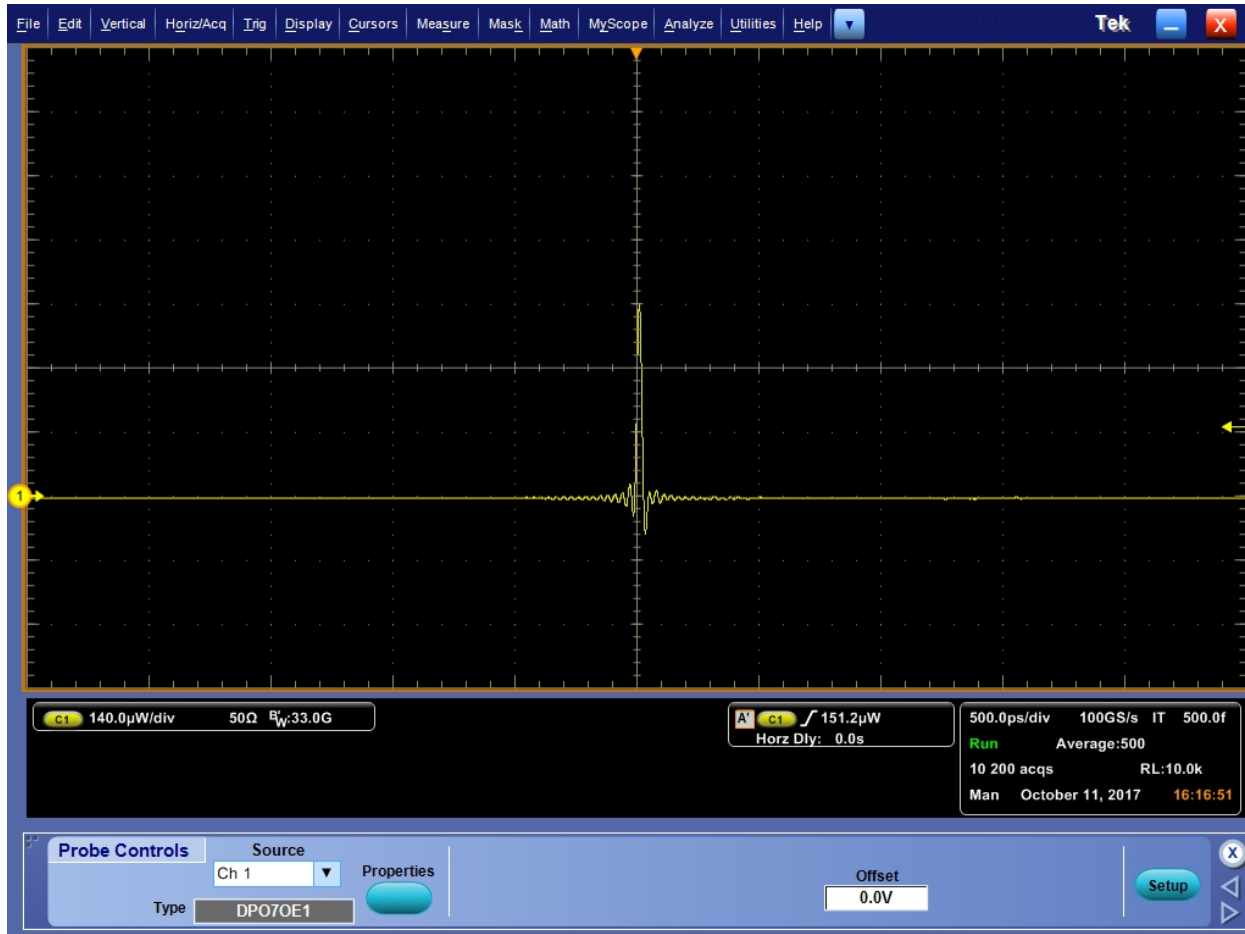 File Edit Vertical Horiz/Acq Trig Display Cursors Measure Mask Math MyScope Analyze Utilities Help Tek X
1
C1 140.0µW/div 50Ω B'W:33.0G
A' C1 151.2µW
Horz Dly: 0.0s
500.0ps/div 100GS/s IT 500.0f
Run Average:500
10 200 acqs RL:10.0k
Man October 11, 2017 16:16:51
Probe Controls Source
Ch 1 Properties
Type DPO7OE1
Offset
0.0V
Setup
X